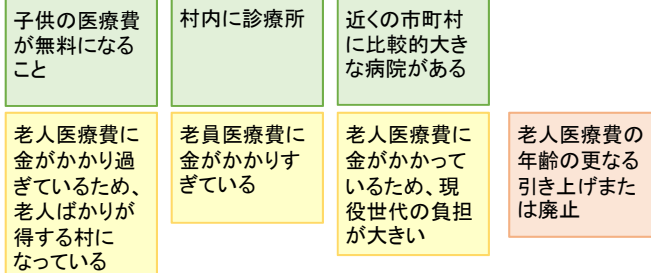 子供の医療費
が無料になる
こと
村内に診療所
近くの市町村
に比較的大き
な病院がある
老人医療費に
金がかかり過
ぎているため、
老人ばかりが
得する村に
なっている
老員医療費に
金がかかりす
ぎている
老人医療費に
金がかかって
いるため、現
役世代の負担
が大きい
老人医療費の
年齢の更なる
引き上げまた
は廃止